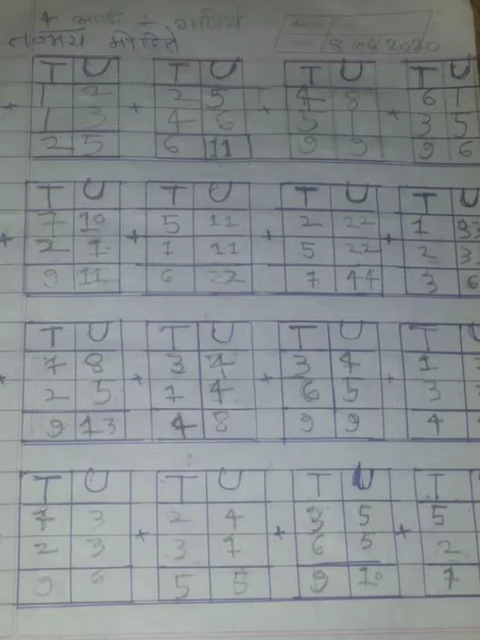 तन्मय मोहिते
T U T U T U T U
1 2 2 5 4 8 6 1
+ 1 3 + 4 6 + 5 1 + 3 5
2 5 6 11 9 9 9 6
T U T U T U T U
7 10 5 11 2 22 1 33
+ 2 1 + 1 11 + 5 22 + 2 3
9 11 6 22 7 44 3 6
T U T U T U T
7 8 3 4 3 4 1
+ 2 5 + 1 4 + 6 5 + 3
9 13 4 8 9 9 4
T U T U T U T
7 3 2 4 3 5 5
2 3 + 3 1 + 6 5 + 2
9 6 5 5 9 10 7